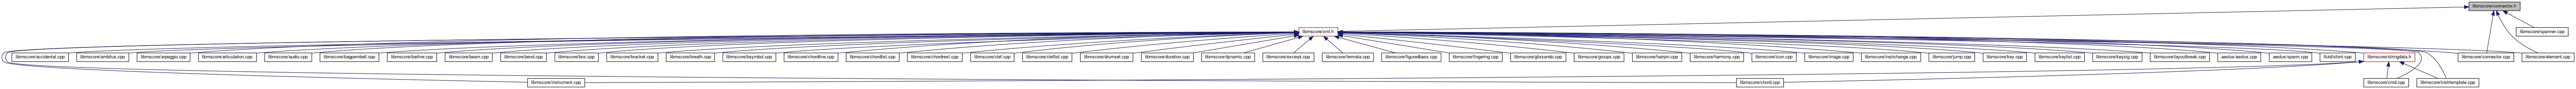 libmscore/connector.h
libmscore/xml.h
libmscore/spanner.cpp
libmscore/accidental.cpp
libmscore/ambitus.cpp
libmscore/arpeggio.cpp
libmscore/articulation.cpp
libmscore/audio.cpp
libmscore/bagpembell.cpp
libmscore/barline.cpp
libmscore/beam.cpp
libmscore/bend.cpp
libmscore/box.cpp
libmscore/bracket.cpp
libmscore/breath.cpp
libmscore/bsymbol.cpp
libmscore/chordline.cpp
libmscore/chordlist.cpp
libmscore/chordrest.cpp
libmscore/clef.cpp
libmscore/cleflist.cpp
libmscore/drumset.cpp
libmscore/duration.cpp
libmscore/dynamic.cpp
libmscore/excerpt.cpp
libmscore/fermata.cpp
libmscore/figuredbass.cpp
libmscore/fingering.cpp
libmscore/glissando.cpp
libmscore/groups.cpp
libmscore/hairpin.cpp
libmscore/harmony.cpp
libmscore/icon.cpp
libmscore/image.cpp
libmscore/instrchange.cpp
libmscore/jump.cpp
libmscore/key.cpp
libmscore/keylist.cpp
libmscore/keysig.cpp
libmscore/layoutbreak.cpp
aeolus/aeolus.cpp
aeolus/sparm.cpp
fluid/sfont.cpp
libmscore/stringdata.h
libmscore/connector.cpp
libmscore/element.cpp
libmscore/instrument.cpp
libmscore/chord.cpp
libmscore/cmd.cpp
libmscore/instrtemplate.cpp